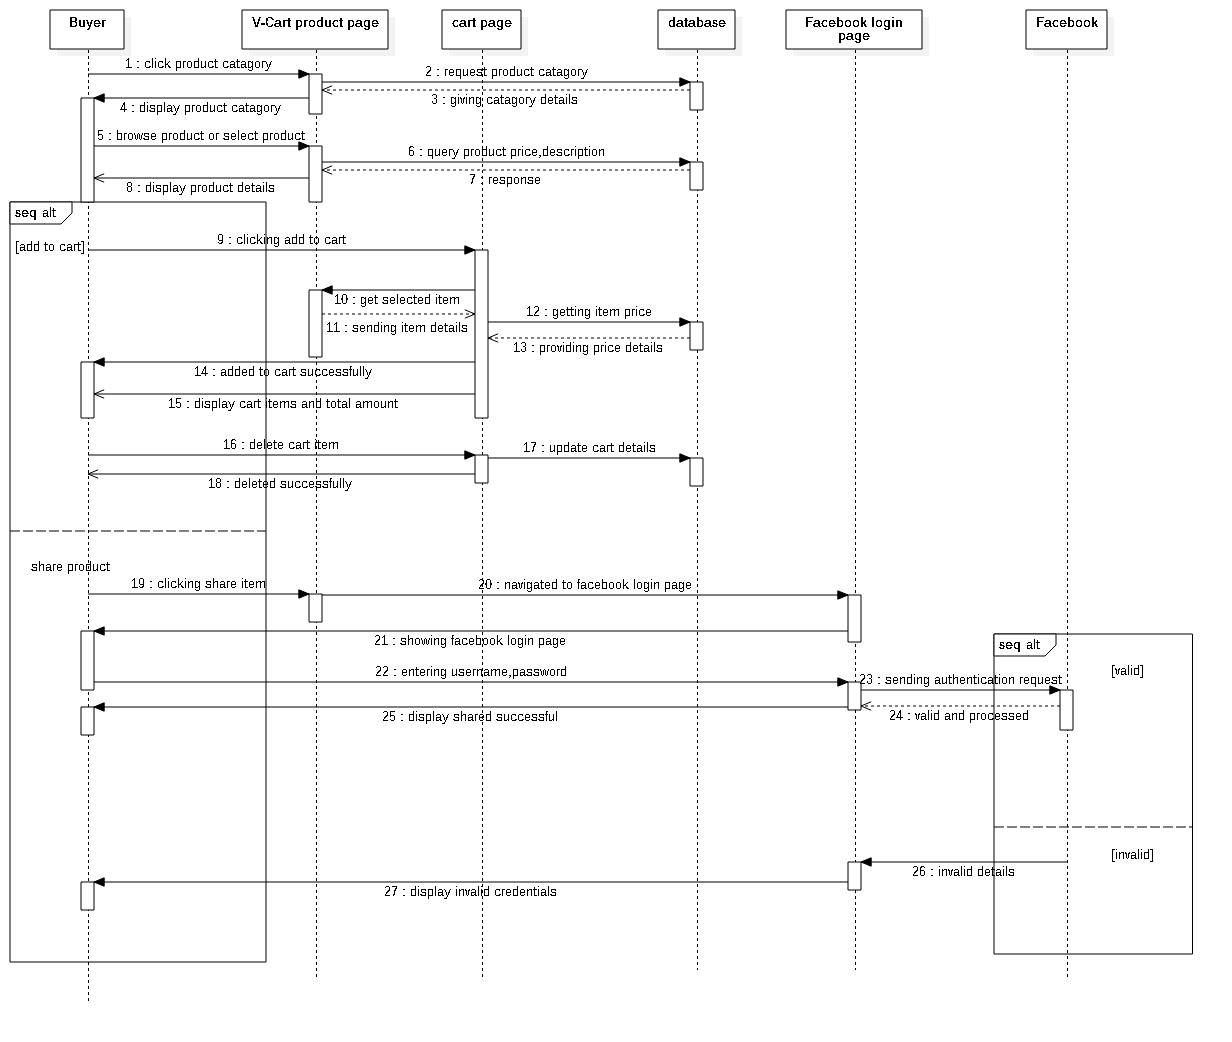 Buyer
V-Cart product page
cart page
database
Facebook login
page
Facebook
1 : click product catagory
2 : request product catagory
3 : giving catagory details
4 : display product catagory
5 : browse product or select product
6 : query product price,description
7 : response
8 : display product details
seq alt
[add to cart]
9 : clicking add to cart
10 : get selected item
11 : sending item details
12 : getting item price
13 : providing price details
14 : added to cart successfully
15 : display cart items and total amount
16 : delete cart item
17 : update cart details
18 : deleted successfully
share product
19 : clicking share item
20 : navigated to facebook login page
21 : showing facebook login page
seq alt
[valid]
22 : entering username,password
23 : sending authentication request
24 : valid and processed
25 : display shared successful
[invalid]
26 : invalid details
27 : display invalid credentials